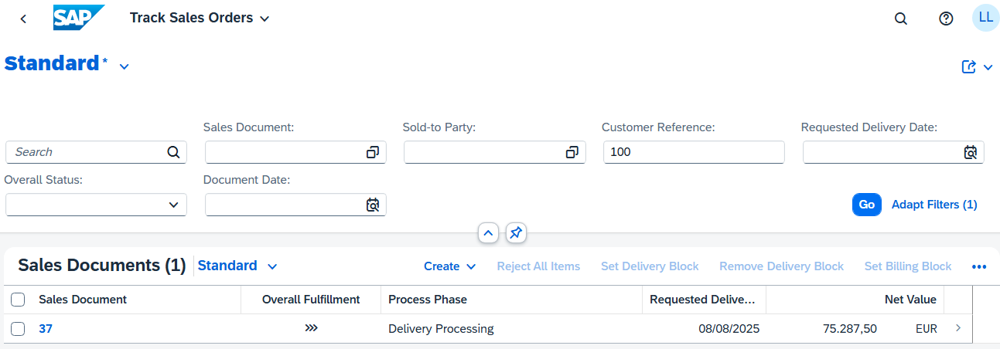 SAP Track Sales Orders LL
Standard *
Sales Document: Sold-to Party: Customer Reference: Requested Delivery Date:
Search 100
Overall Status: Document Date:
Go Adapt Filters (1)
Sales Documents (1) Standard Create Reject All Items Set Delivery Block Remove Delivery Block Set Billing Block
Sales Document Overall Fulfillment Process Phase Requested Delive... Net Value
37 Delivery Processing 08/08/2025 75.287,50 EUR